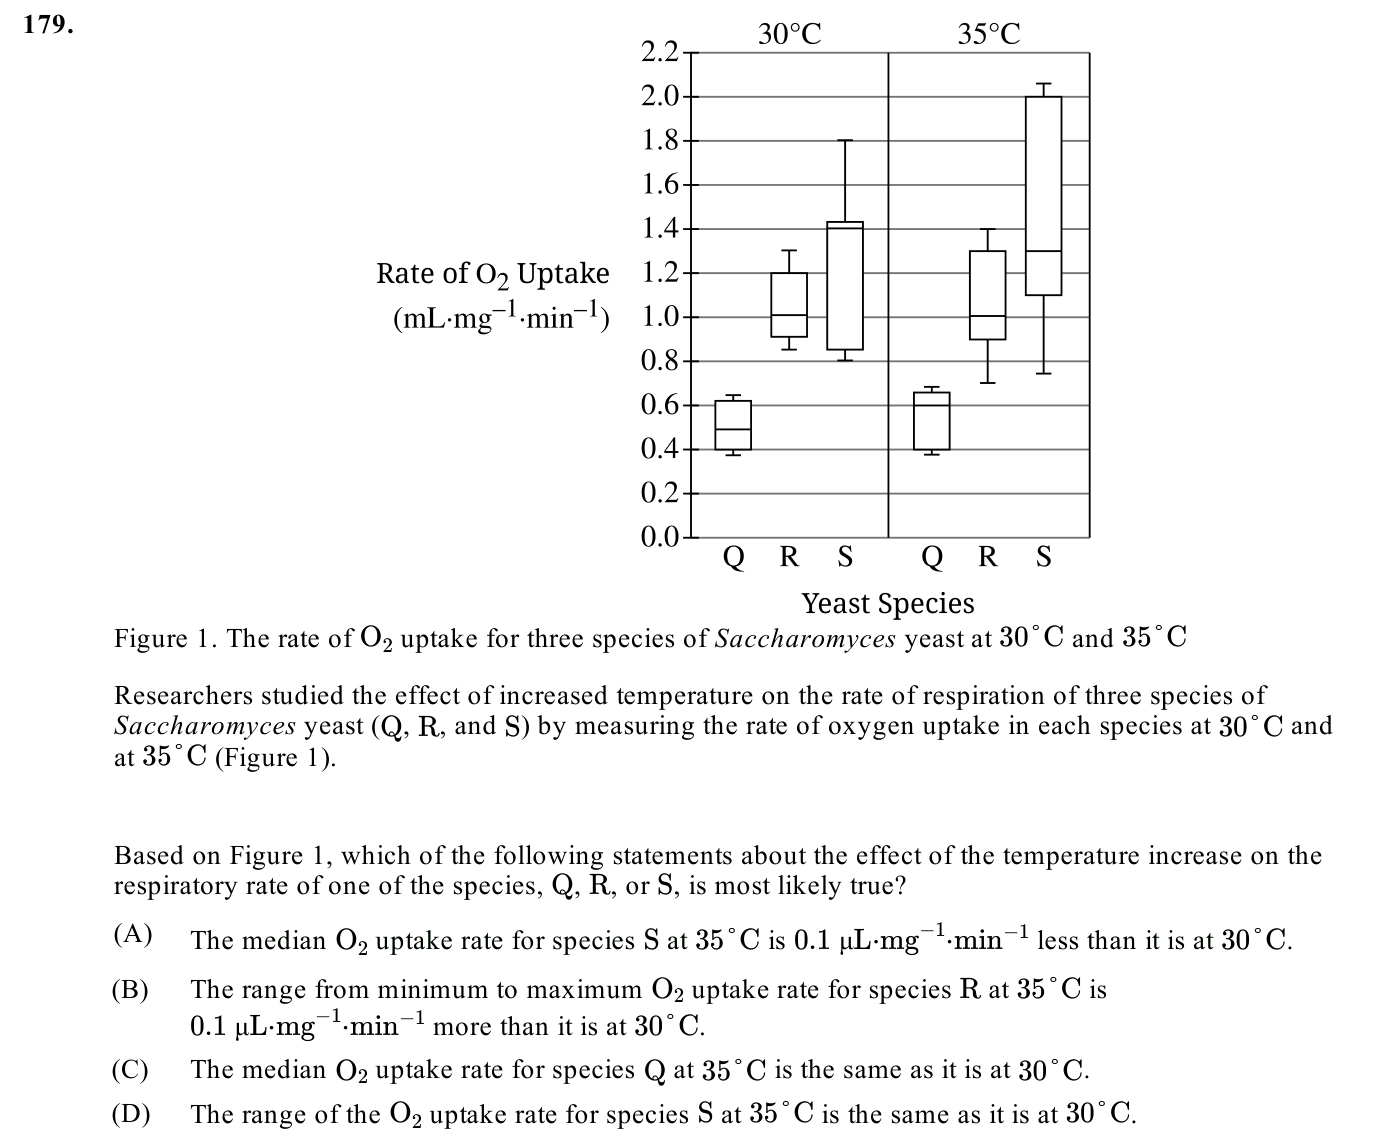 179.
30°C 35°C
2.2
2.0
1.8
1.6
1.4
Rate of O₂ Uptake 1.2
(mL·mg⁻¹·min⁻¹) 1.0
0.8
0.6
0.4
0.2
0.0
Q R S Q R S
Yeast Species
Figure 1. The rate of O₂ uptake for three species of Saccharomyces yeast at 30°C and 35°C
Researchers studied the effect of increased temperature on the rate of respiration of three species of
Saccharomyces yeast (Q, R, and S) by measuring the rate of oxygen uptake in each species at 30°C and
at 35°C (Figure 1).
Based on Figure 1, which of the following statements about the effect of the temperature increase on the
respiratory rate of one of the species, Q, R, or S, is most likely true?
(A) The median O₂ uptake rate for species S at 35°C is 0.1 μL·mg⁻¹·min⁻¹ less than it is at 30°C.
(B) The range from minimum to maximum O₂ uptake rate for species R at 35°C is
0.1 μL·mg⁻¹·min⁻¹ more than it is at 30°C.
(C) The median O₂ uptake rate for species Q at 35°C is the same as it is at 30°C.
(D) The range of the O₂ uptake rate for species S at 35°C is the same as it is at 30°C.